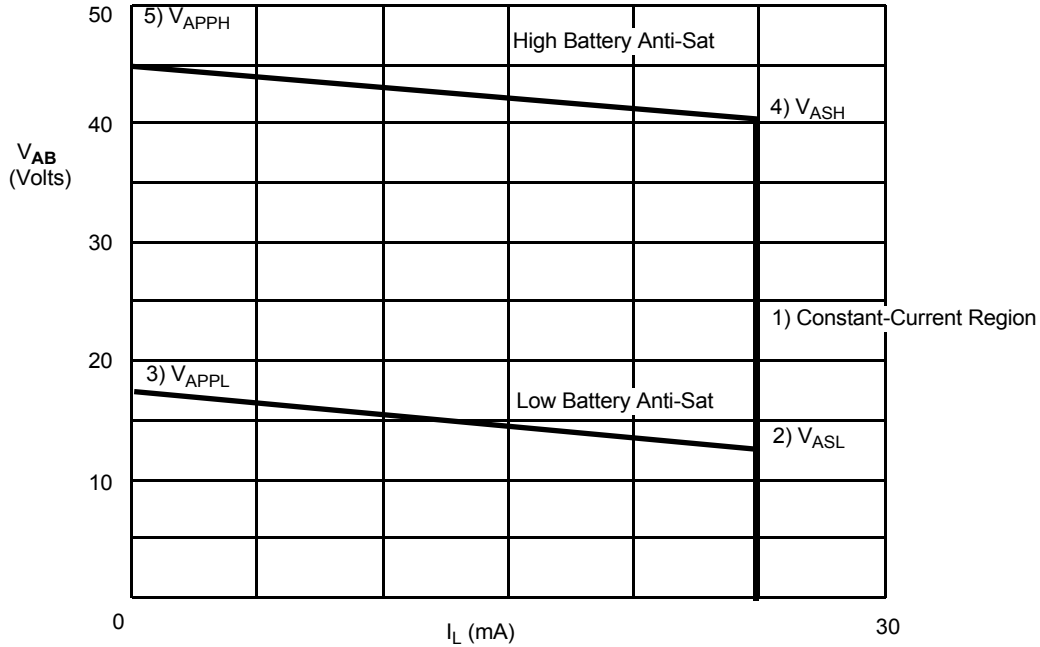 50
5) VAPPH
High Battery Anti-Sat
4) VASH
40
VAB
(Volts)
30
1) Constant-Current Region
20
3) VAPPL
Low Battery Anti-Sat
2) VASL
10
0
IL (mA)
30